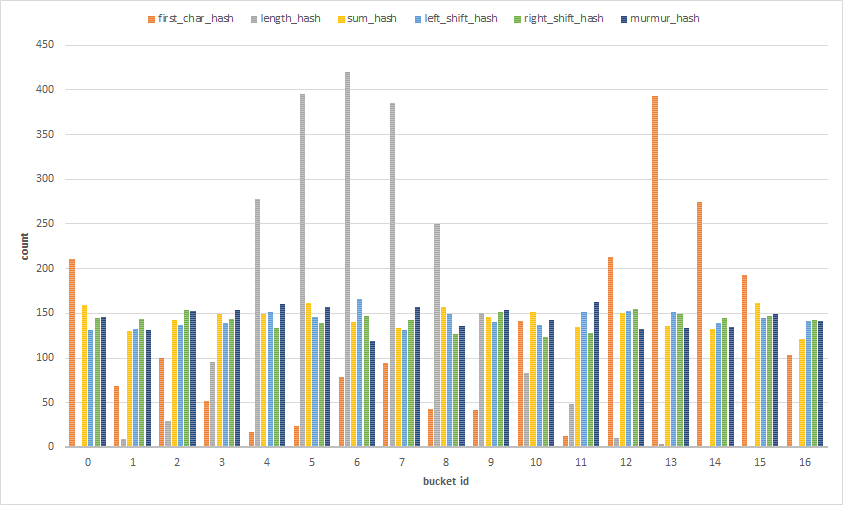 first_char_hash length_hash sum_hash left_shift_hash right_shift_hash murmur_hash
450
400
350
300
250
200
150
100
50
0
count
0 1 2 3 4 5 6 7 8 9 10 11 12 13 14 15 16
bucket id